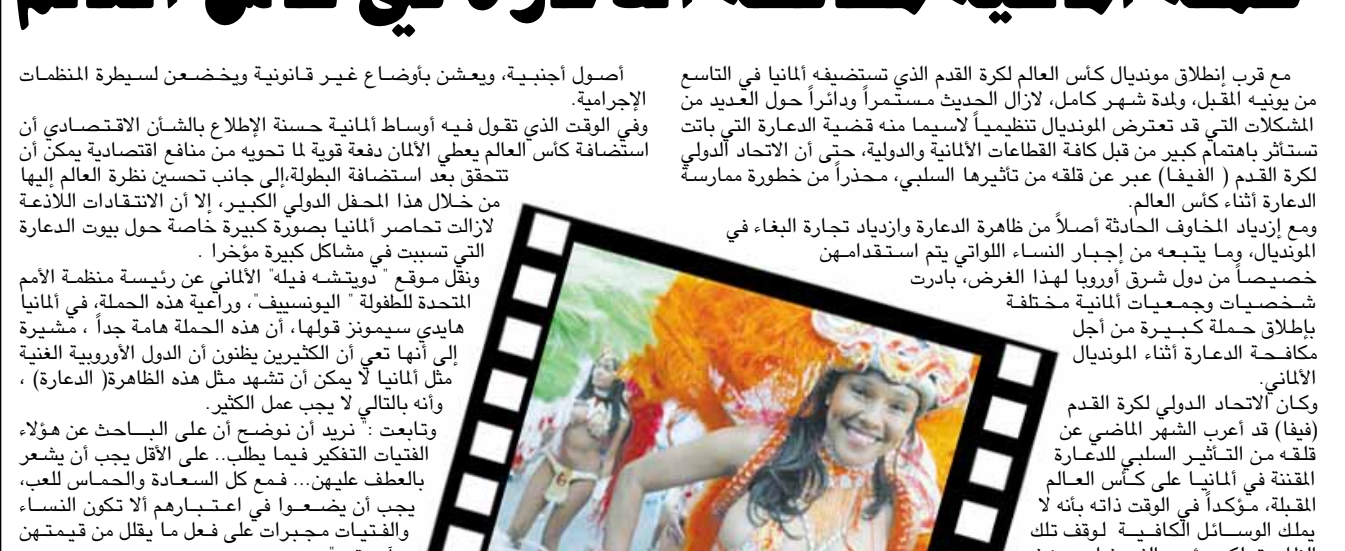 حملة ألمانية لمكافحة الدعارة في كأس العالم
مع قرب إنطلاق مونديال كأس العالم لكرة القدم الذي تستضيفه ألمانيا في التاسع
من يونيه المقبل، ولمدة شهر كامل، لازال الحديث مستمراً ودائراً حول العديد من
المشكلات التي قد تعترض المونديال تنظيمياً لاسيما منه قضية الدعارة التي باتت
تستأثر باهتمام كبير من قبل كافة القطاعات الألمانية والدولية، حتى أن الاتحاد الدولي
لكرة القدم ( الفيفا) عبر عن قلقه من تأثيرها السلبي، محذراً من خطورة ممارسة
الدعارة أثناء كأس العالم.
ومع إزدياد المخاوف الحادثة أصلاً من ظاهرة الدعارة وازدياد تجارة البغاء في
المونديال، وما يتبعه من إجبار النساء اللواتي يتم استقدامهن
خصيصاً من دول شرق أوروبا لهذا الغرض، بادرت
شخصيات وجمعيات ألمانية مختلفة
بإطلاق حملة كبيرة من أجل
مكافحة الدعارة أثناء المونديال
الألماني.
وكان الاتحاد الدولي لكرة القدم
(فيفا) قد أعرب الشهر الماضي عن
قلقه من التأثير السلبي للدعارة
المقننة في ألمانيا على كأس العالم
المقبلة، مؤكداً في الوقت ذاته بأنه لا
يملك الوسائل الكافية لوقف تلك
أصول أجنبية، ويعشن بأوضاع غير قانونية ويخضعن لسيطرة المنظمات
الإجرامية.
وفي الوقت الذي تقول فيه أوساط ألمانية حسنة الإطلاع بالشأن الاقتصادي أن
استضافة كأس العالم يعطي الألمان دفعة قوية لما تحويه من منافع اقتصادية يمكن أن
تتحقق بعد استضافة البطولة،إلى جانب تحسين نظرة العالم إليها
من خلال هذا المحفل الدولي الكبير، إلا أن الانتقادات اللاذعة
لازالت تحاصر ألمانيا بصورة كبيرة خاصة حول بيوت الدعارة
التي تسببت في مشاكل كبيرة مؤخرا .
ونقل موقع " دويتشه فيله" الألماني عن رئيسة منظمة الأمم
المتحدة للطفولة " اليونسييف"، وراعية هذه الحملة، في ألمانيا
هايدي سيمونز قولها، أن هذه الحملة هامة جداً ، مشيرة
إلى أنها تعي أن الكثيرين يظنون أن الدول الأوروبية الغنية
مثل ألمانيا لا يمكن أن تشهد مثل هذه الظاهرة( الدعارة) ،
وأنه بالتالي لا يجب عمل الكثير.
وتابعت :" نريد أن نوضح أن على الباحث عن هؤلاء
الفتيات التفكير فيما يطلب.. على الأقل يجب أن يشعر
بالعطف عليهن... فمع كل السعادة والحماس للعب،
يجب أن يضعوا في اعتبارهم ألا تكون النساء
والفتيات مجبرات على فعل ما يقلل من قيمتهن